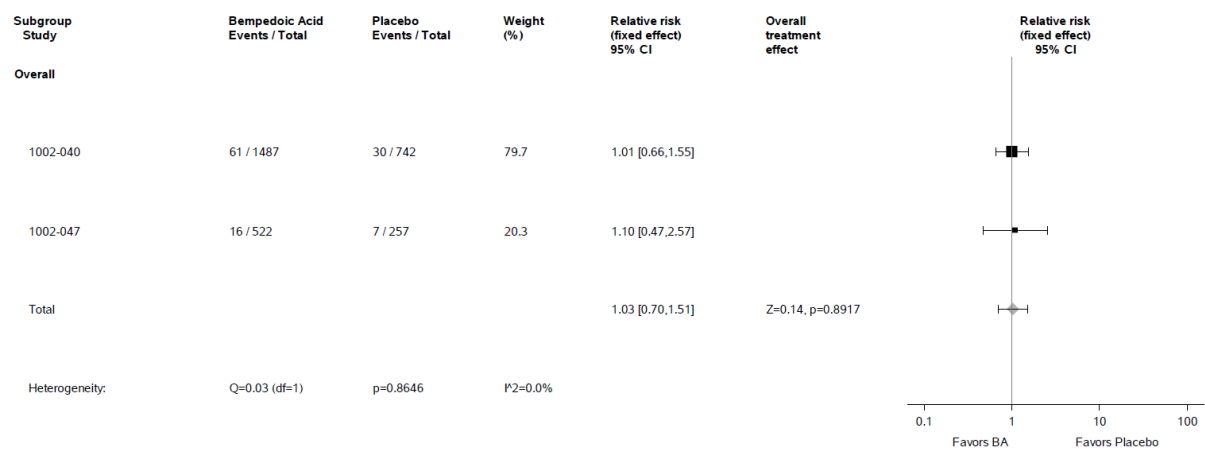 Subgroup Bempedoic Acid Placebo Weight Relative risk Overall Relative risk
Study Events / Total Events / Total (%) (fixed effect) treatment (fixed effect)
95% CI effect 95% CI
Overall
1002-040 61 / 1487 30 / 742 79.7 1.01 [0.66,1.55]
1002-047 16 / 522 7 / 257 20.3 1.10 [0.47,2.57]
Total 1.03 [0.70,1.51] Z=0.14, p=0.8917
Heterogeneity: Q=0.03 (df=1) p=0.8646 I^2=0.0%
0.1 1 10 100
Favors BA Favors Placebo